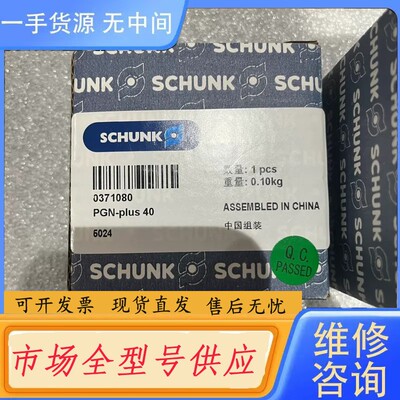 一手货源 无中间
SCHUNK
SCHUNK
SCHUNK
数量: 1 pcs
重量: 0.10kg
0371080
PGN-plus 40
ASSEMBLED IN CHINA
中国组装
5024
Q.C.
PASSED
SCHUNK
SCHUNK
可开发票 现货直发 售后无忧
市场全型号供应
维修
咨询